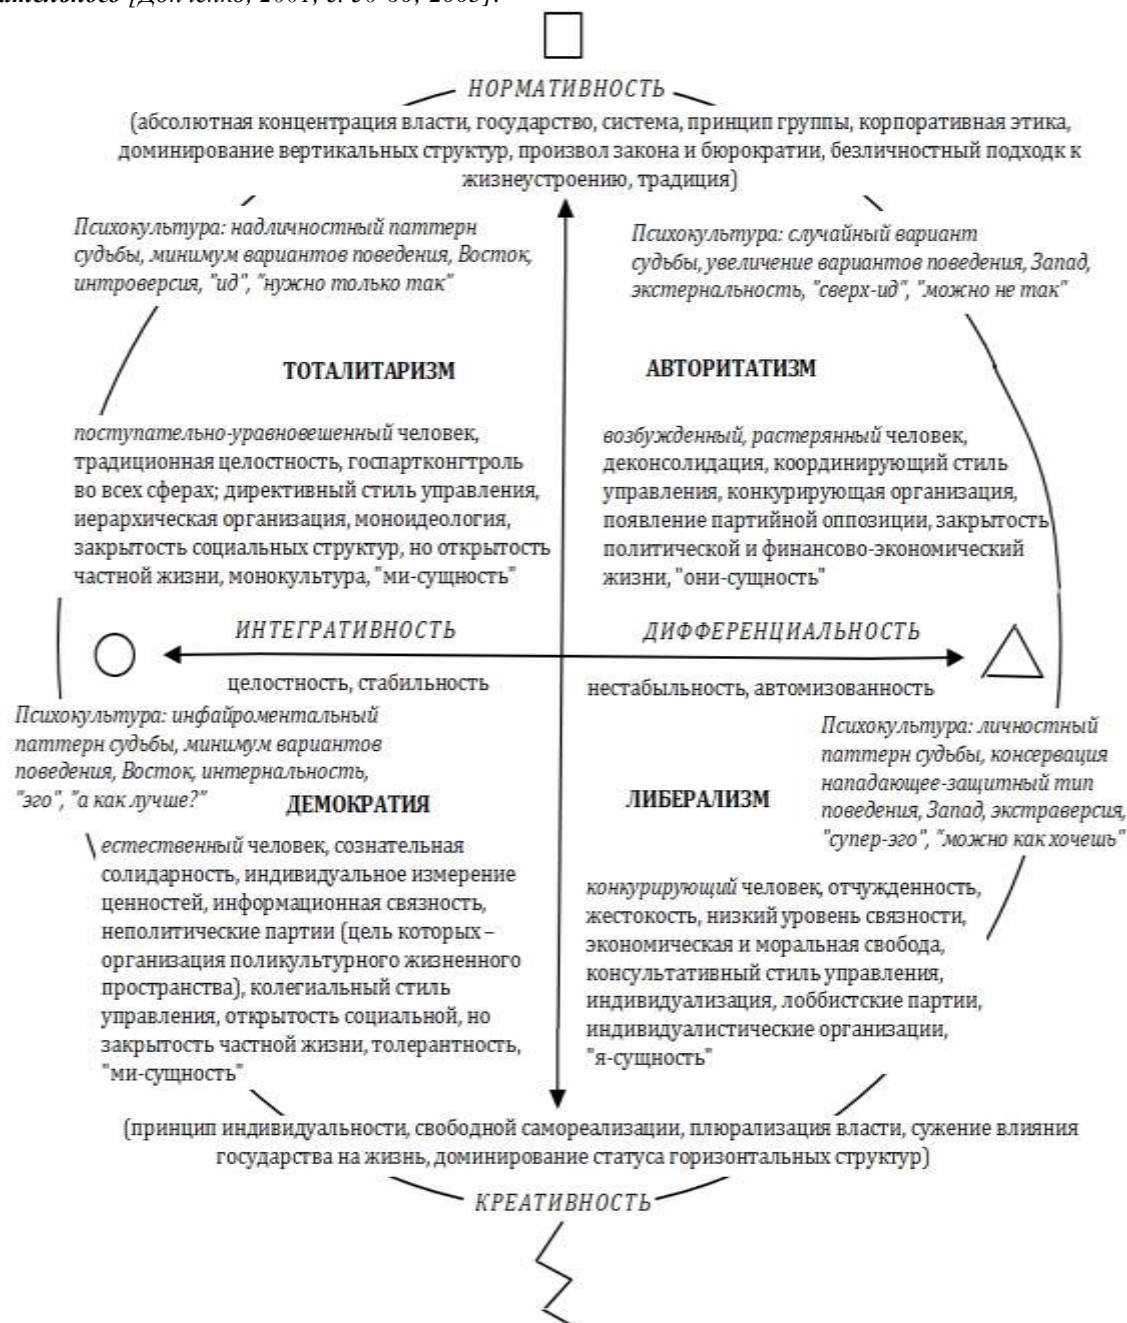 [Донченко, 2001, с.
НОРМАТИВНОСТЬ
(абсолютная концентрация власти, государство, система, принцип группы, корпоративная этика,
доминирование вертикальных структур, произвол закона и бюрократии, безличностный подходк к
жизнеустроению, традиция)
Психокультура: надличностный паттерн
судьбы, минимум вариантов поведения, Восток,
интроверсия, "ид", "нужно только так"
Психокультура: случайный вариант
судьбы, увеличение вариантов поведения, Запад,
экстернальность, "сверх-ид", "можно не так"
ТОТАЛИТАРИЗМ
АВТОРИТАТИЗМ
поступательно-уравновешенный человек,
традиционная целостность, госпартконгтроль
во всех сферах; директивный стиль управления,
иерархическая организация, моноидеология,
закрытость социальных структур, но открытость
частной жизни, монокультура, "ми-сущность"
возбужденный, растерянный человек,
деконсолидация, координирующий стиль
управления, конкурирующая организация,
появление партийной оппозиции, закрытость
политической и финансово-экономический
жизни, "они-сущность"
ИНТЕГРАТИВНОСТЬ
ДИФФЕРЕНЦИАЛЬНОСТЬ
целостность, стабильность
нестабыльность, автомизованность
Психокультура: инфайроментальный
паттерн судьбы, минимум вариантов
поведения, Восток, интернальность,
"эго", "а как лучше?"
Психокультура: личностный
паттерн судьбы, консервация
нападающее-защитный тип
поведения, Запад, экстраверсия,
"супер-эго", "можно как хочешь"
ДЕМОКРАТИЯ
ЛИБЕРАЛИЗМ
естественный человек, сознательная
солидарность, индивидуальное измерение
ценностей, информационная связность,
неполитические партии (цель которых –
организация поликультурного жизненного
пространства), колегиальный стиль
управления, открытость социальной, но
закрытость частной жизни, толерантность,
"ми-сущность"
конкурирующий человек, отчужденность,
жестокость, низкий уровень связности,
экономическая и моральная свобода,
консультативный стиль управления,
индивидуализация, лоббистские партии,
индивидуалистические организации,
"я-сущность"
(принцип индивидуальности, свободной самореализации, плюрализация власти, сужение влияния
государства на жизнь, доминирование статуса горизонтальных структур)
КРЕАТИВНОСТЬ